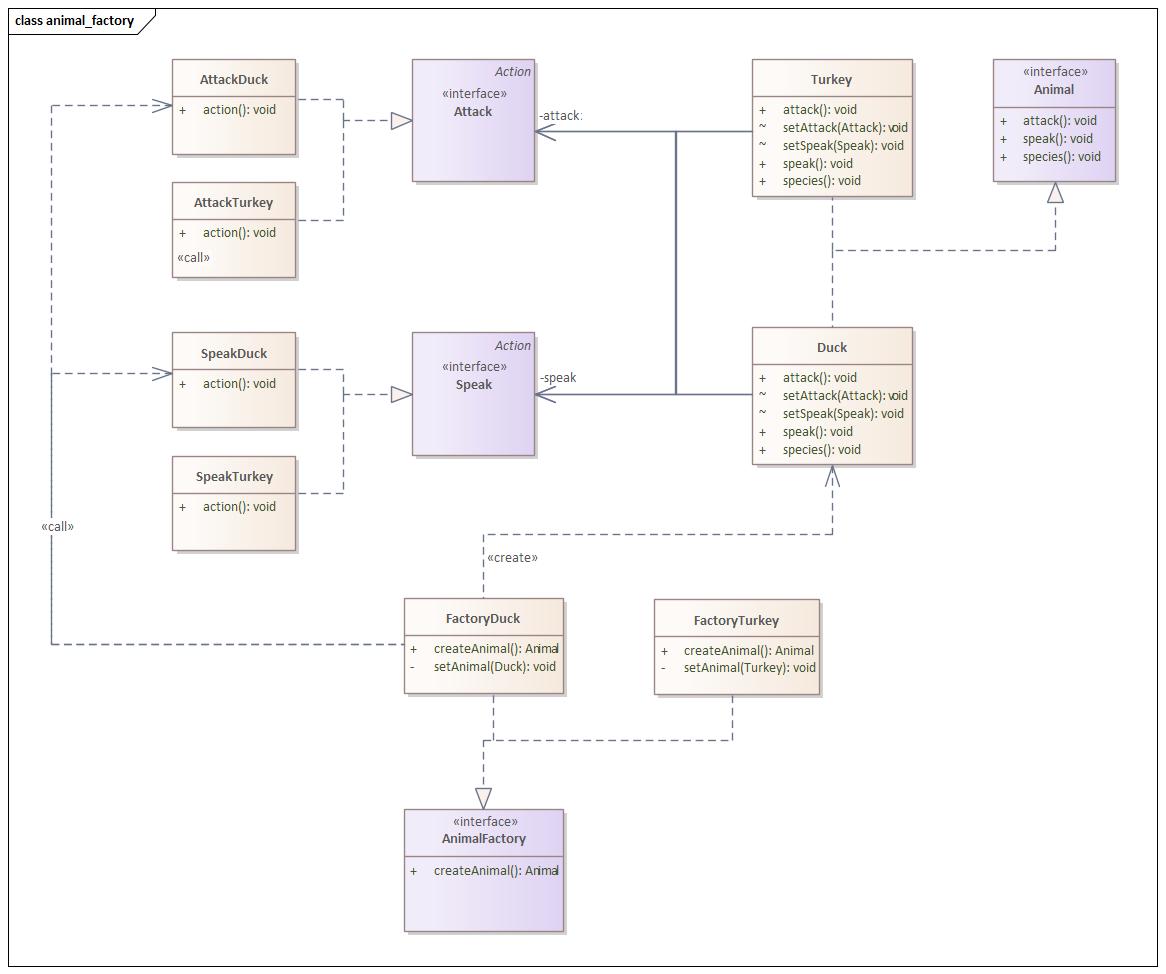 class animal_factory
AttackDuck
+ action(): void
AttackTurkey
+ action(): void
«call»
Action
«interface»
Attack
-attack:
Turkey
+ attack(): void
~ setAttack(Attack): void
~ setSpeak(Speak): void
+ speak(): void
+ species(): void
«interface»
Animal
+ attack(): void
+ speak(): void
+ species(): void
SpeakDuck
+ action(): void
SpeakTurkey
+ action(): void
Action
«interface»
Speak
-speak
Duck
+ attack(): void
~ setAttack(Attack): void
~ setSpeak(Speak): void
+ speak(): void
+ species(): void
«call»
«create»
FactoryDuck
+ createAnimal(): Animal
- setAnimal(Duck): void
FactoryTurkey
+ createAnimal(): Animal
- setAnimal(Turkey): void
«interface»
AnimalFactory
+ createAnimal(): Animal